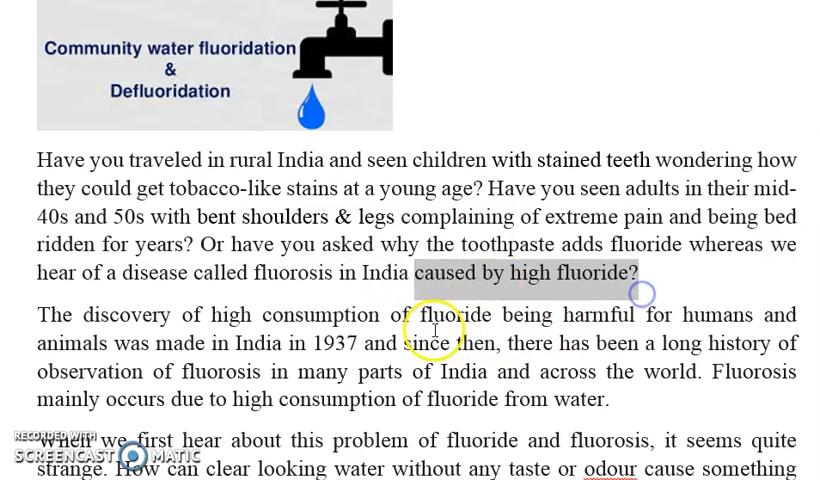 Community water fluoridation
&
Defluoridation
Have you traveled in rural India and seen children with stained teeth wondering how
they could get tobacco-like stains at a young age? Have you seen adults in their mid-
40s and 50s with bent shoulders & legs complaining of extreme pain and being bed
ridden for years? Or have you asked why the toothpaste adds fluoride whereas we
hear of a disease called fluorosis in India caused by high fluoride?
The discovery of high consumption of fluoride being harmful for humans and
animals was made in India in 1937 and since then, there has been a long history of
observation of fluorosis in many parts of India and across the world. Fluorosis
mainly occurs due to high consumption of fluoride from water.
When we first hear about this problem of fluoride and fluorosis, it seems quite
strange. How can clear looking water without any taste or odour cause something
RECORDED WITH
SCREENCAST MATIC